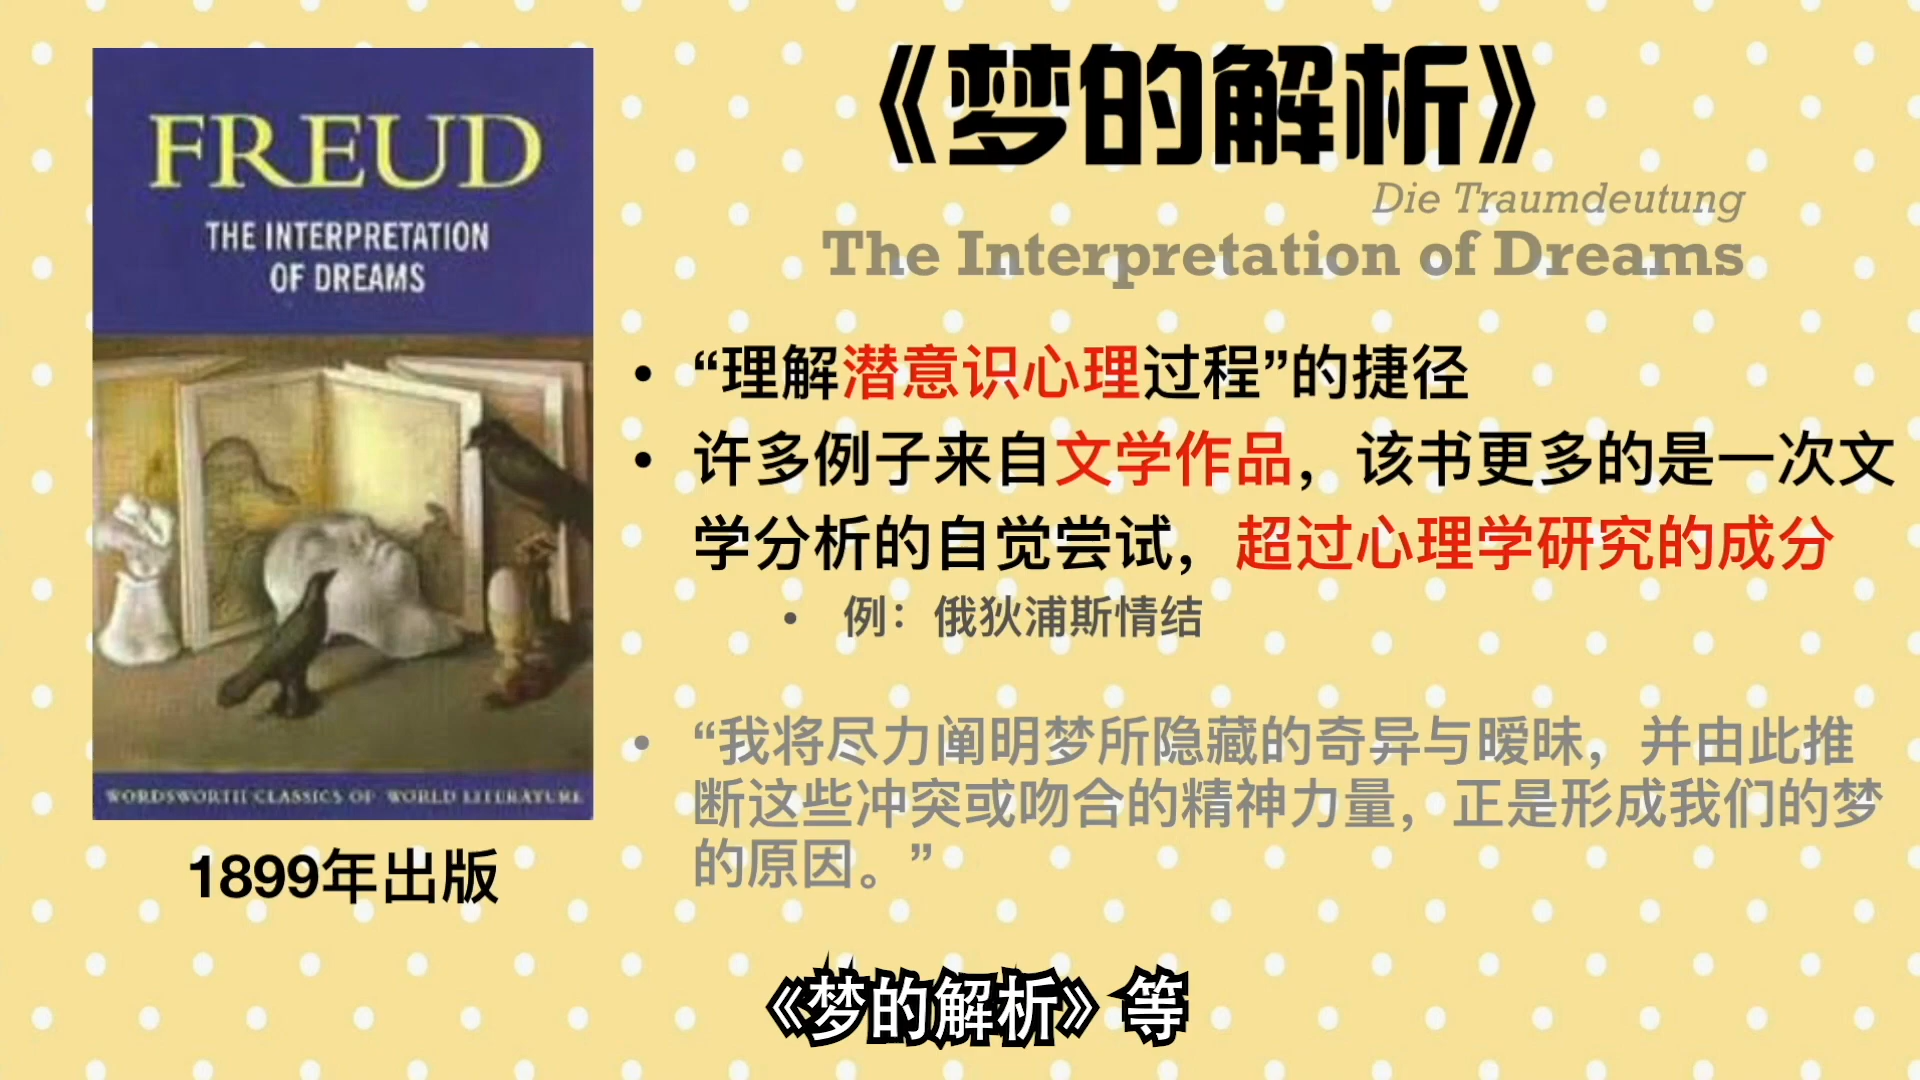 FREUD
THE INTERPRETATION
OF DREAMS
WORDSWORTH CLASSICS OF WORLD LITERATURE
1899年出版
《梦的解析》
Die Traumdeutung
The Interpretation of Dreams
• “理解潜意识心理过程”的捷径
• 许多例子来自文学作品，该书更多的是一次文
学分析的自觉尝试，超过心理学研究的成分
• 例：俄狄浦斯情结
• “我将尽力阐明梦所隐藏的奇异与暧昧，并由此推
断这些冲突或吻合的精神力量，正是形成我们的梦
的原因。”
《梦的解析》等